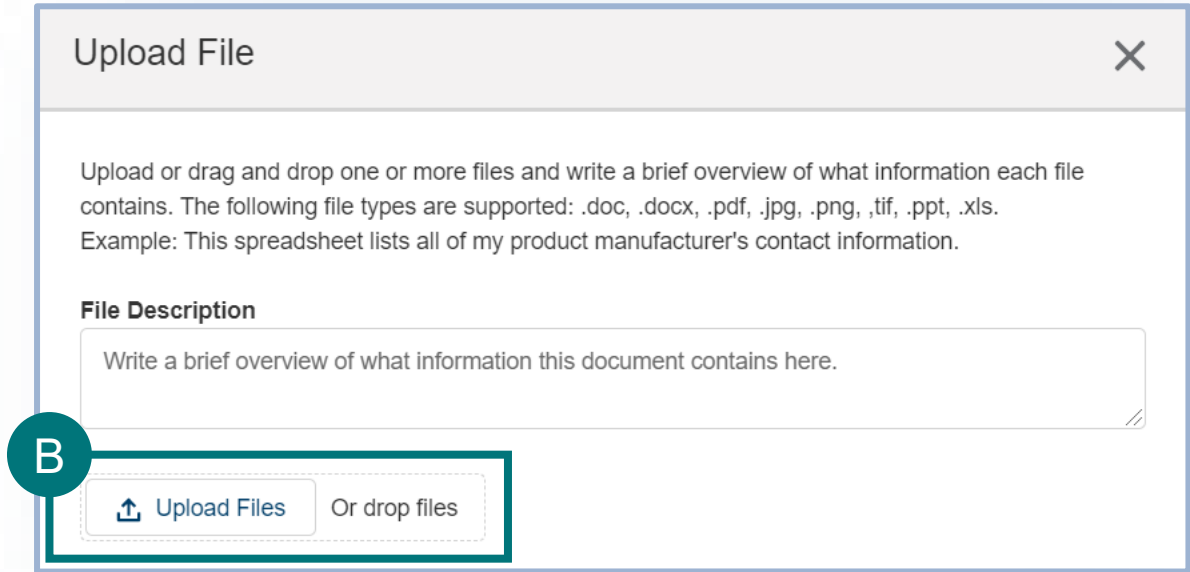 Upload File
Upload or drag and drop one or more files and write a brief overview of what information each file
contains. The following file types are supported: .doc, .docx, .pdf, .jpg, .png, ,tif, .ppt, .xls.
Example: This spreadsheet lists all of my product manufacturer's contact information.
File Description
Write a brief overview of what information this document contains here.
B
Upload Files Or drop files